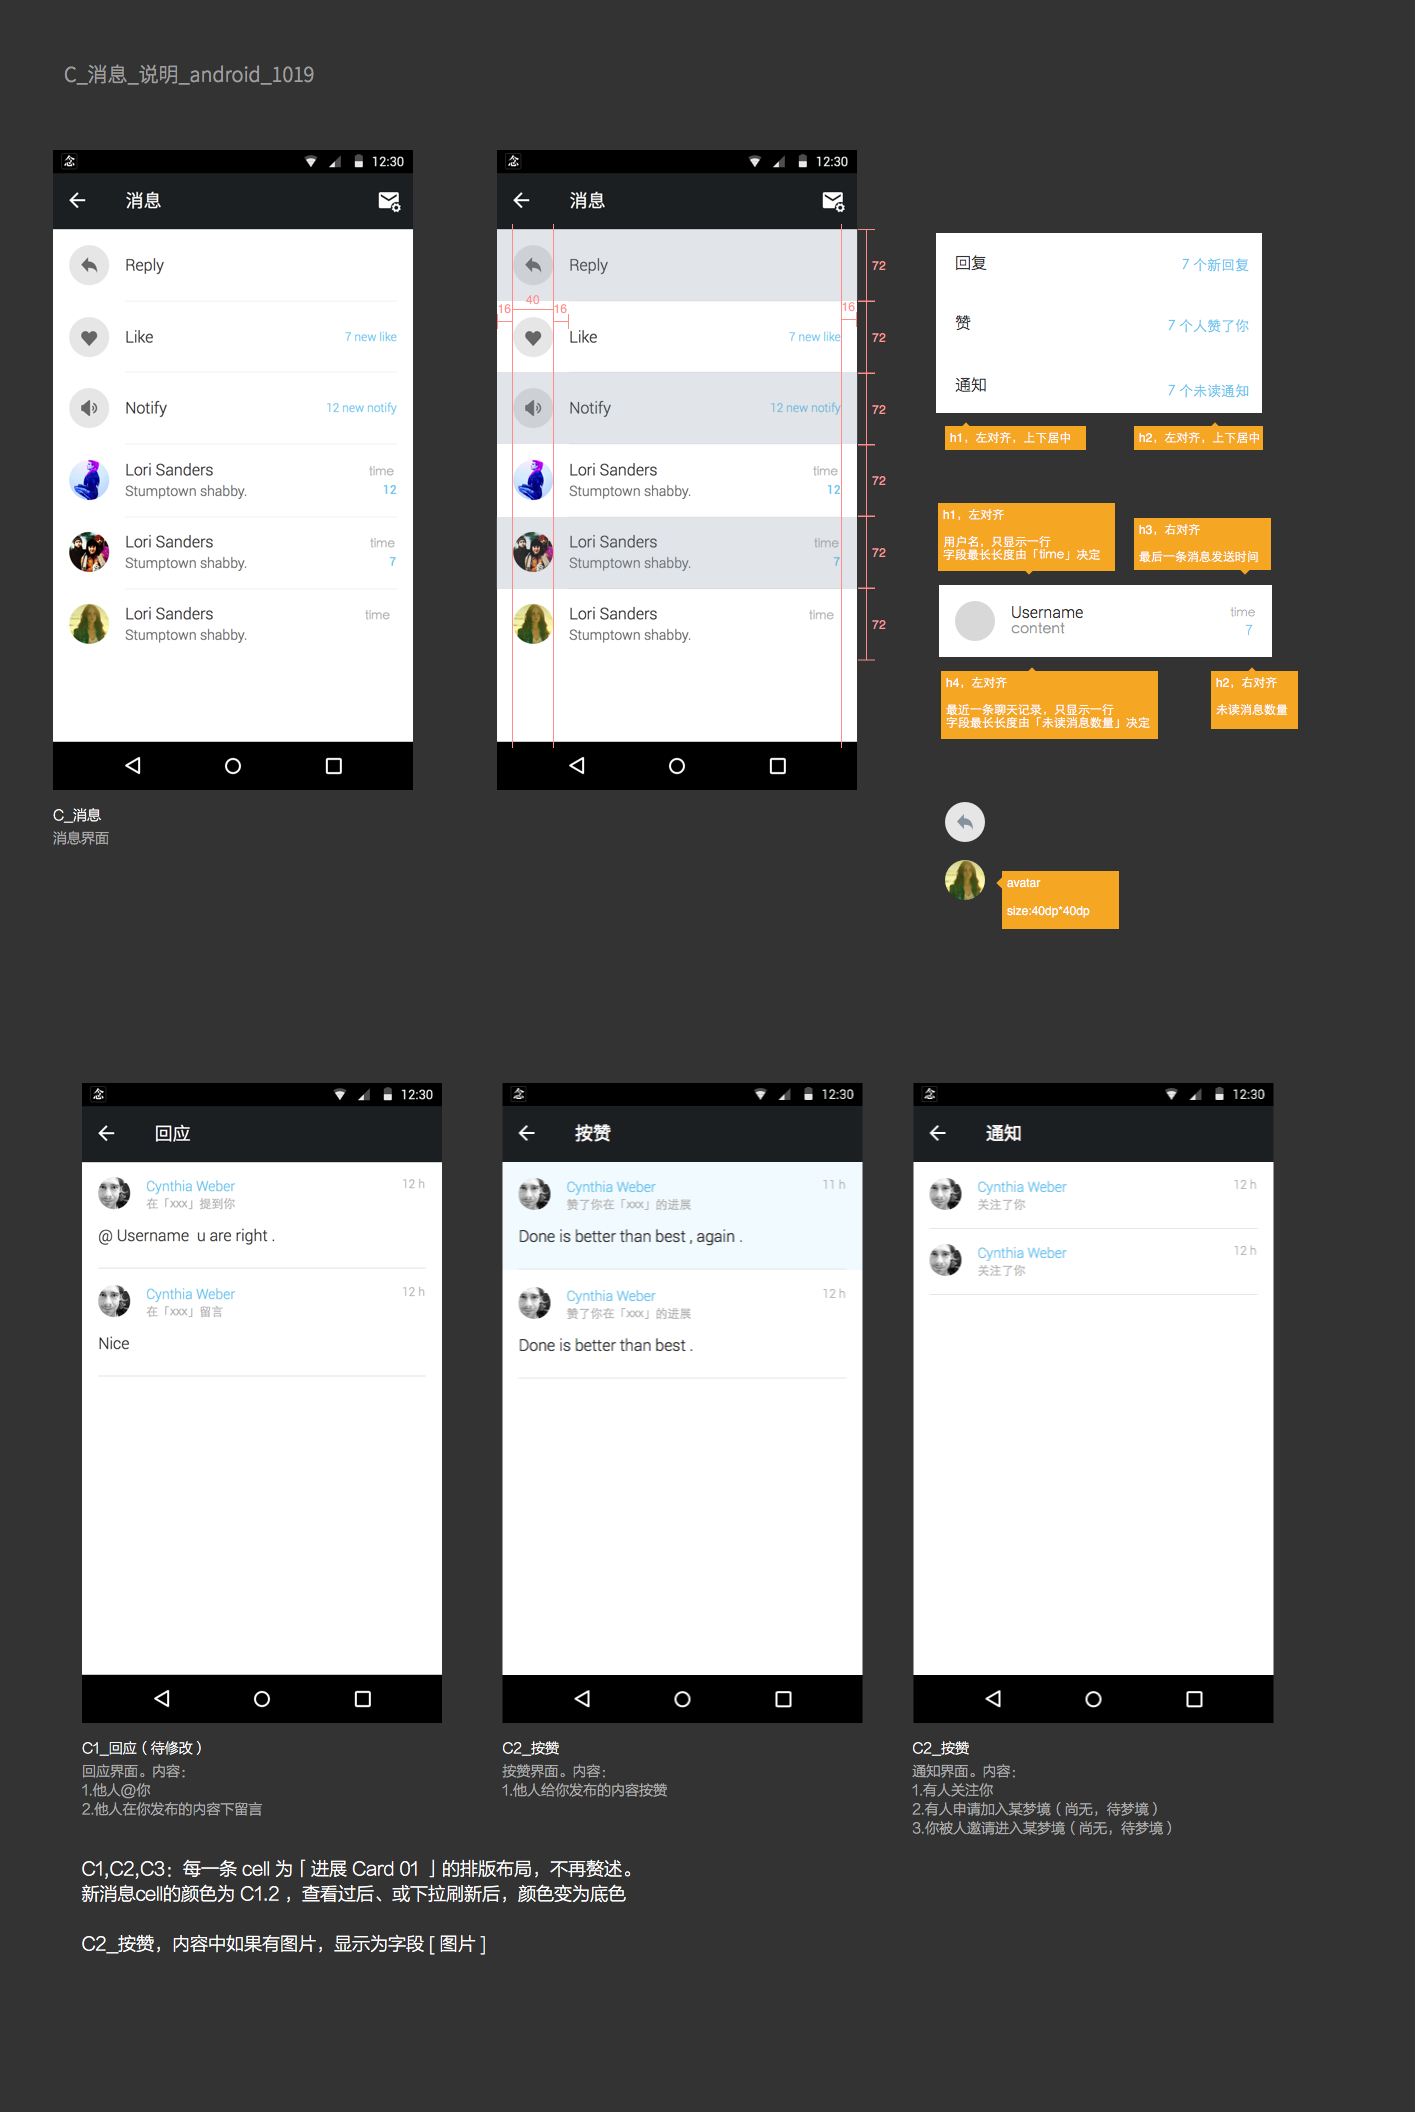 C_消息_说明_android_1019
念 12:30
消息
Reply
Like 7 new like
Notify 12 new notify
Lori Sanders time
Stumptown shabby. 12
Lori Sanders time
Stumptown shabby. 7
Lori Sanders time
Stumptown shabby.
C_消息
消息界面
念 12:30
消息
Reply 72
40
16 16 16
Like 7 new like 72
Notify 12 new notify 72
Lori Sanders time
Stumptown shabby. 12
72
Lori Sanders time
Stumptown shabby. 7
72
Lori Sanders time
Stumptown shabby.
72
回复 7 个新回复
赞 7 个人赞了你
通知 7 个未读通知
h1，左对齐，上下居中
h2，左对齐，上下居中
h1，左对齐
用户名，只显示一行
字段最长长度由「time」决定
h3，右对齐
最后一条消息发送时间
Username time
content 7
h4，左对齐
最近一条聊天记录，只显示一行
字段最长长度由「未读消息数量」决定
h2，右对齐
未读消息数量
avatar
size:40dp*40dp
念 12:30
回应
Cynthia Weber 12 h
在「xxx」提到你
@ Username u are right .
Cynthia Weber 12 h
在「xxx」留言
Nice
C1_回应（待修改）
回应界面。内容：
1.他人@你
2.他人在你发布的内容下留言
念 12:30
按赞
Cynthia Weber 11 h
赞了你在「xxx」的进展
Done is better than best , again .
Cynthia Weber 12 h
赞了你在「xxx」的进展
Done is better than best .
C2_按赞
按赞界面。内容：
1.他人给你发布的内容按赞
念 12:30
通知
Cynthia Weber 12 h
关注了你
Cynthia Weber 12 h
关注了你
C2_按赞
通知界面。内容：
1.有人关注你
2.有人申请加入某梦境（尚无，待梦境）
3.你被人邀请进入某梦境（尚无，待梦境）
C1,C2,C3：每一条 cell 为「 进展 Card 01 」的排版布局，不再赘述。
新消息cell的颜色为 C1.2 ，查看过后、或下拉刷新后，颜色变为底色
C2_按赞，内容中如果有图片，显示为字段 [ 图片 ]